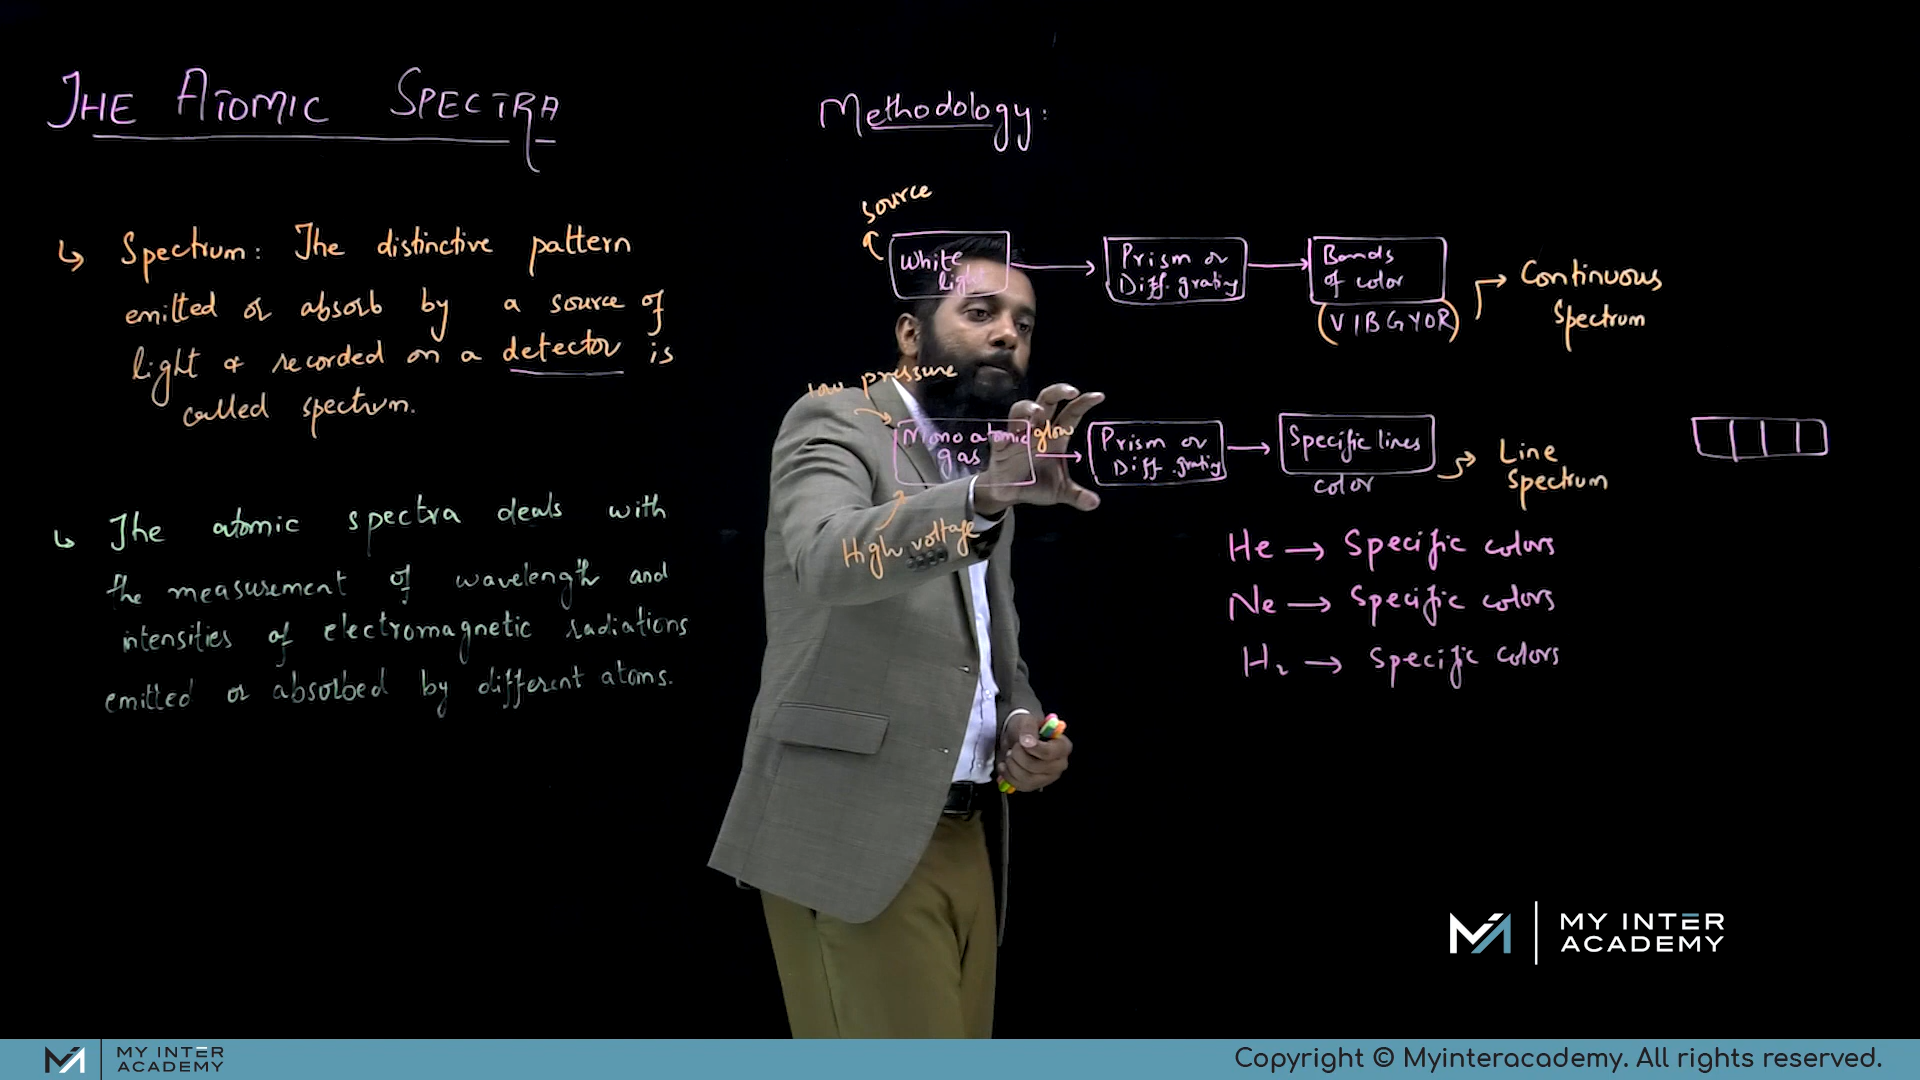 THE ATOMIC SPECTRA
↳ Spectrum: The distinctive pattern
emitted or absorb by a source of
light & recorded on a detector is
called spectrum.
↳ The atomic spectra deals with
the measurement of wavelength and
intensities of electromagnetic radiations
emitted or absorbed by different atoms.
Methodology:
source
White light → Prism or Diff. grating → Bands of color
(VIBGYOR)
Continuous
Spectrum
low pressure
Mono atomic gas glow → Prism or Diff. grating → Specific lines
color
Line
Spectrum
High voltage
He → Specific colors
Ne → Specific colors
H₂ → Specific colors
MY INTER
ACADEMY
MY INTER
ACADEMY
Copyright © Myinteracademy. All rights reserved.